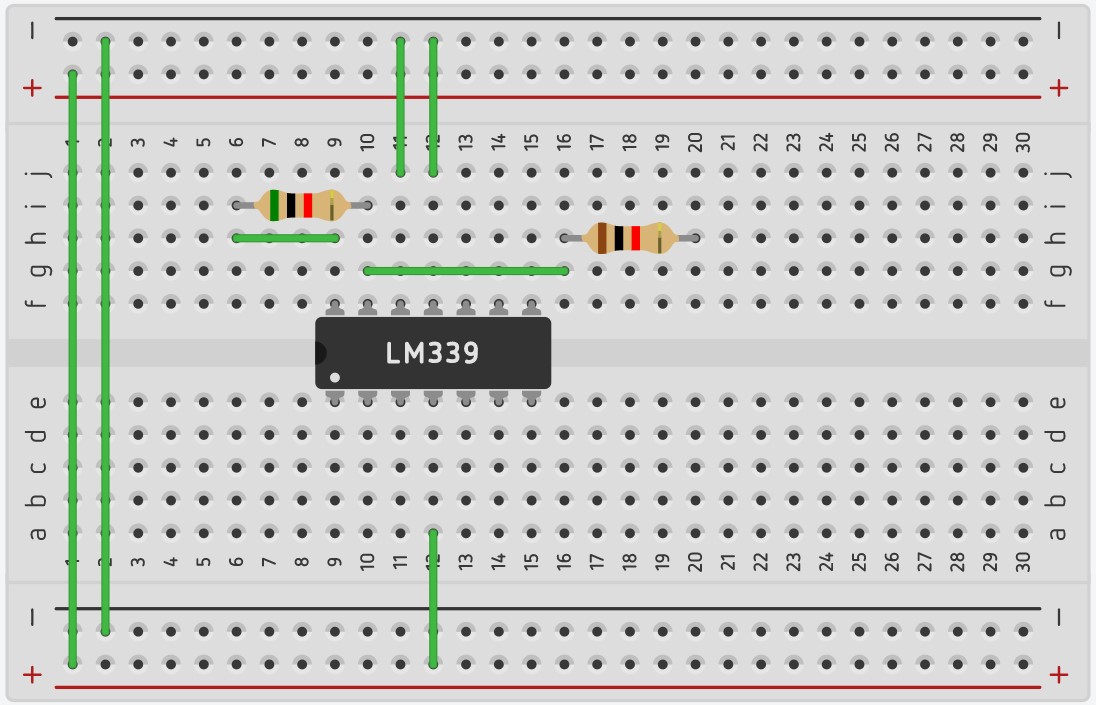 − −
+ +
1 2 3 4 5 6 7 8 9 10 11 12 13 14 15 16 17 18 19 20 21 22 23 24 25 26 27 28 29 30
j j
i i
h h
g g
f f
LM339
e e
d d
c c
b b
a a
1 2 3 4 5 6 7 8 9 10 11 12 13 14 15 16 17 18 19 20 21 22 23 24 25 26 27 28 29 30
− −
+ +